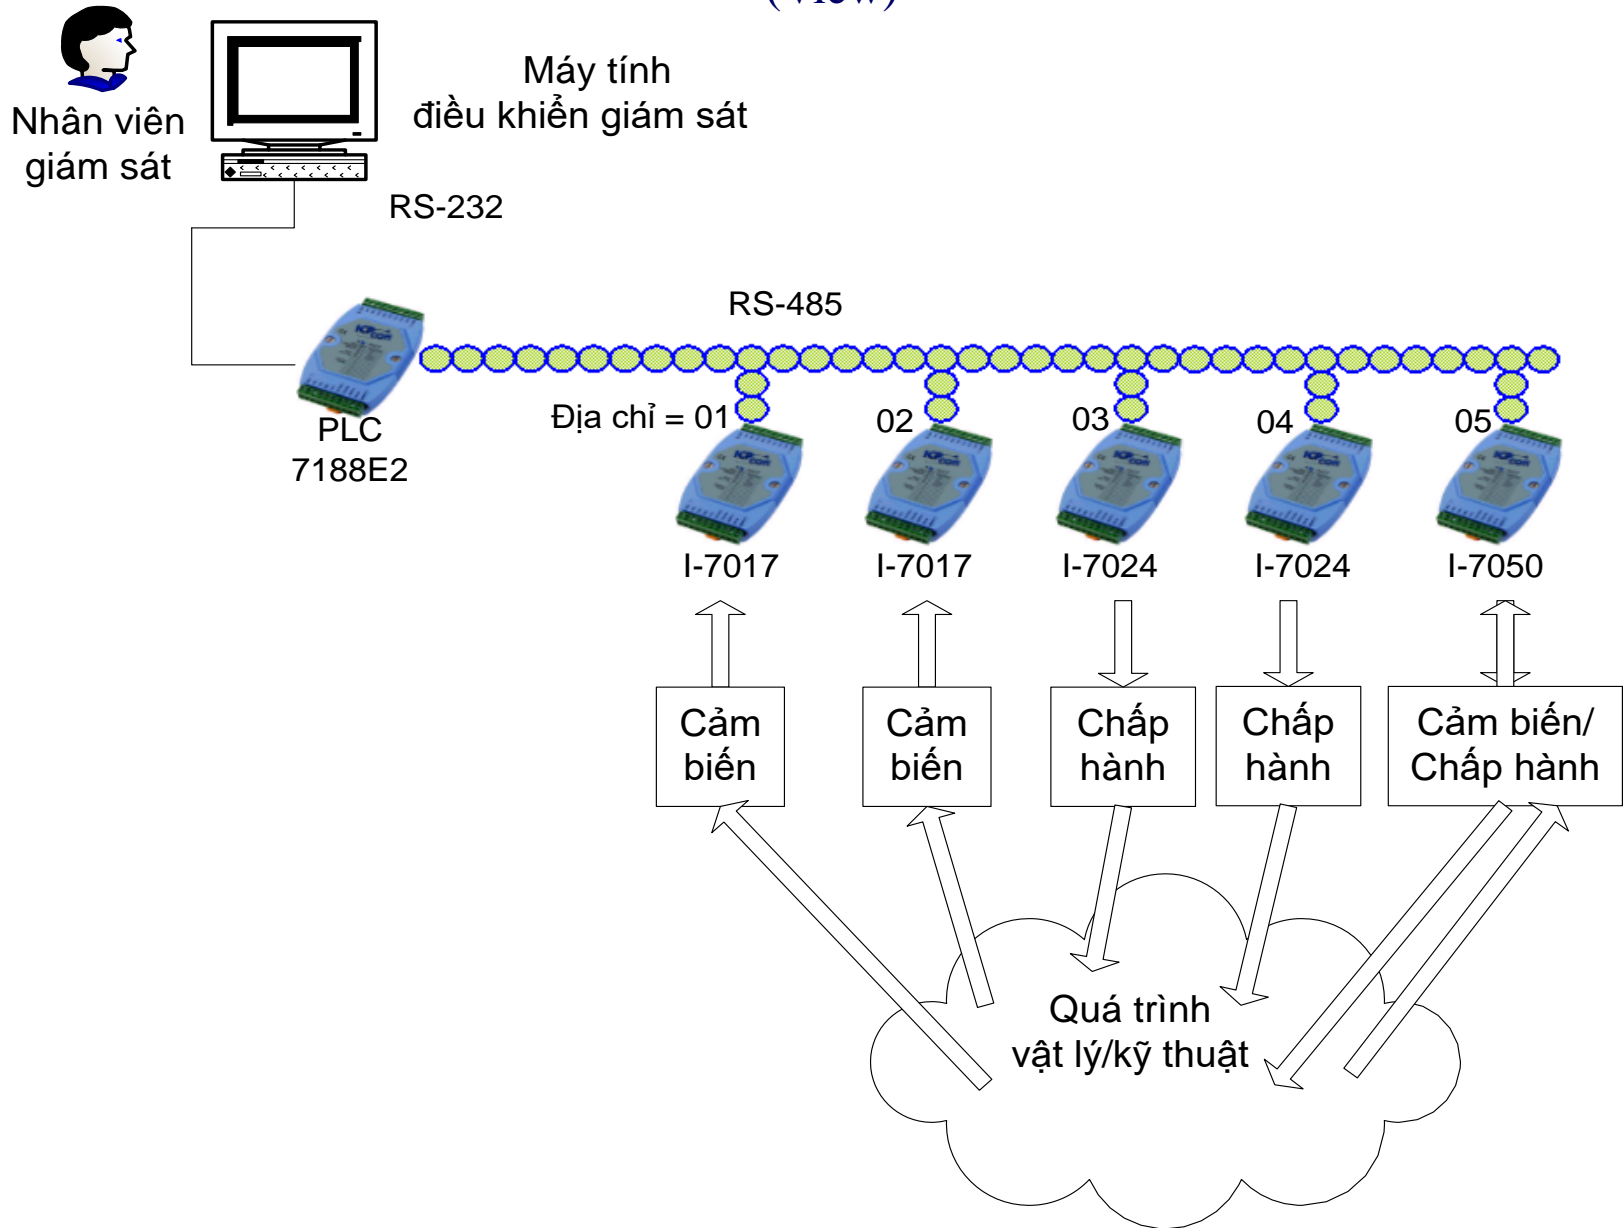 (View)
Nhân viên
giám sát
Máy tính
điều khiển giám sát
RS-232
RS-485
PLC
7188E2
Địa chỉ = 01
02
03
04
05
I-7017
I-7017
I-7024
I-7024
I-7050
Cảm
biến
Cảm
biến
Chấp
hành
Chấp
hành
Cảm biến/
Chấp hành
Quá trình
vật lý/kỹ thuật